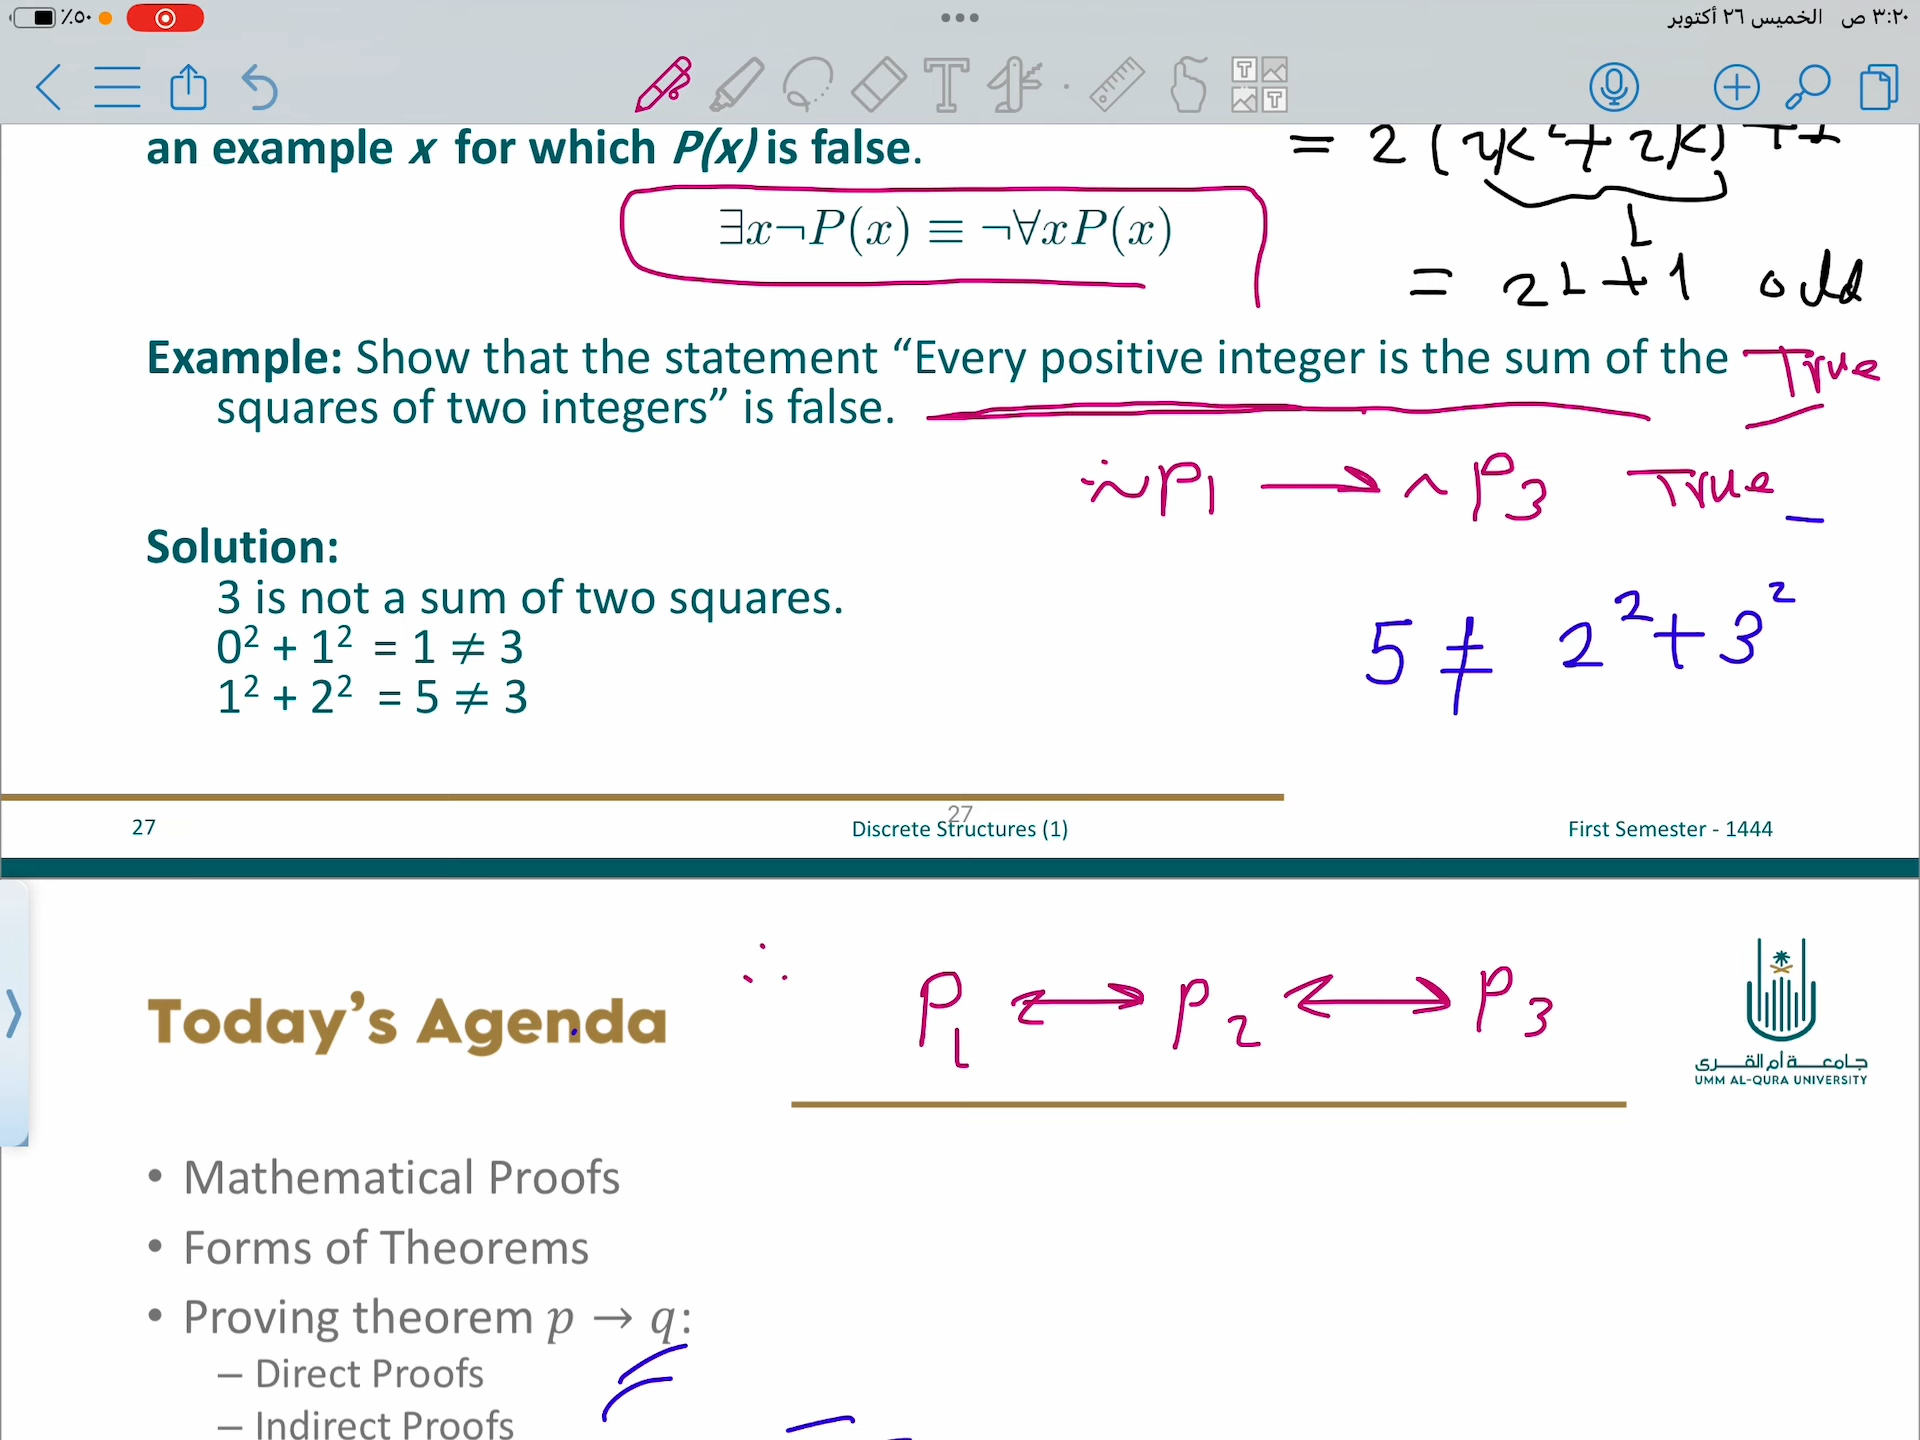 ٪٥٠
٣:٢٠ ص الخميس ٢٦ أكتوبر
an example x for which P(x) is false.
= 2(2k²+2k)+1
L
∃x¬P(x) ≡ ¬∀xP(x)
= 2L+1 odd
Example: Show that the statement “Every positive integer is the sum of the
squares of two integers” is false.
True
∴ ~P1 → ~P3 True
Solution:
3 is not a sum of two squares.
0² + 1² = 1 ≠ 3
1² + 2² = 5 ≠ 3
5 ≠ 2²+3²
27
27
Discrete Structures (1)
First Semester - 1444
Today’s Agenda
∴ P1 ↔ P2 ↔ P3
جامعة أم القرى
UMM AL-QURA UNIVERSITY
• Mathematical Proofs
• Forms of Theorems
• Proving theorem p → q:
– Direct Proofs
– Indirect Proofs